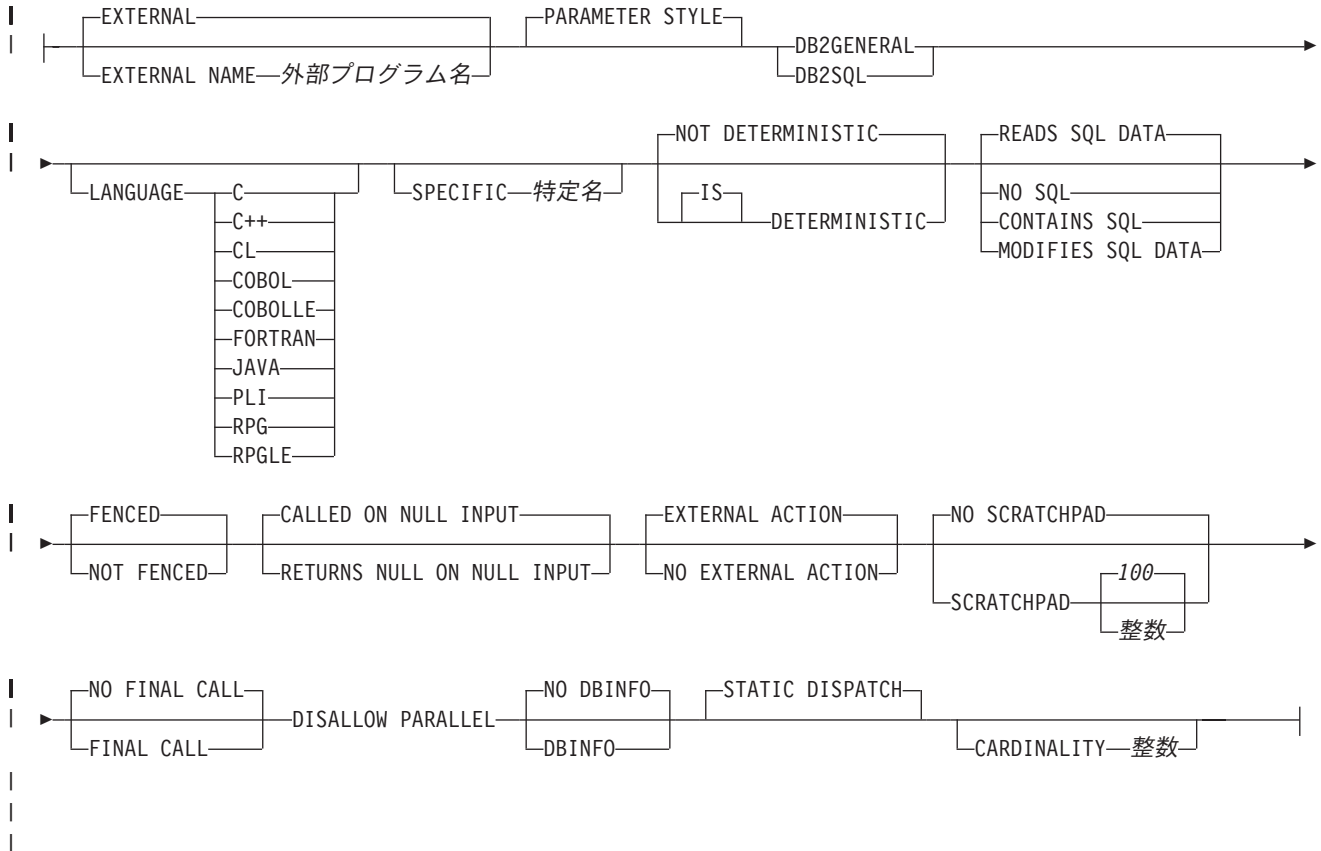 EXTERNAL PARAMETER STYLE
DB2GENERAL
EXTERNAL NAME 外部プログラム名 DB2SQL
NOT DETERMINISTIC READS SQL DATA
LANGUAGE C SPECIFIC 特定名 IS NO SQL
C++ DETERMINISTIC CONTAINS SQL
CL MODIFIES SQL DATA
COBOL
COBOLLE
FORTRAN
JAVA
PLI
RPG
RPGLE
FENCED CALLED ON NULL INPUT EXTERNAL ACTION NO SCRATCHPAD
NOT FENCED RETURNS NULL ON NULL INPUT NO EXTERNAL ACTION 100
SCRATCHPAD
整数
NO FINAL CALL NO DBINFO STATIC DISPATCH
DISALLOW PARALLEL
FINAL CALL DBINFO CARDINALITY 整数